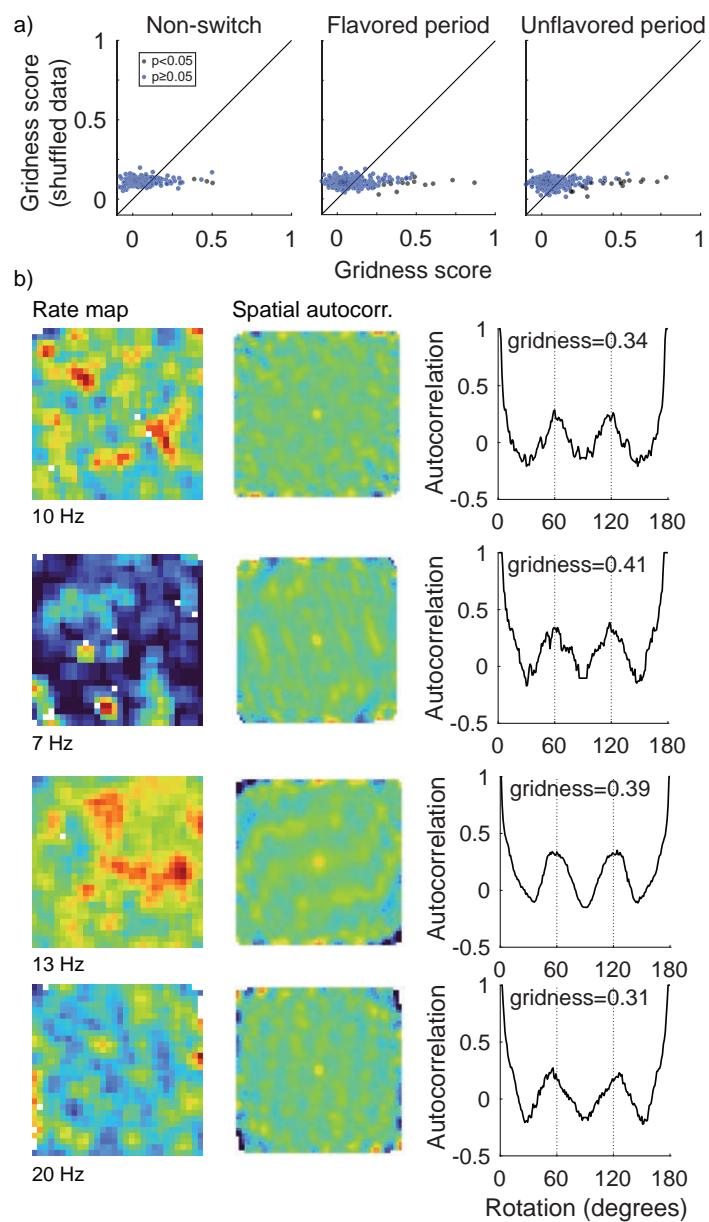 a)
Non-switch
Flavored period
Unflavored period
Gridness score
(shuffled data)
1
0.5
0
p<0.05
p≥0.05
0 0.5 1
0 0.5 1
0 0.5 1
Gridness score
b)
Rate map
Spatial autocorr.
Autocorrelation
1
0.5
0
-0.5
gridness=0.34
0 60 120 180
10 Hz
Autocorrelation
1
0.5
0
-0.5
gridness=0.41
0 60 120 180
7 Hz
Autocorrelation
1
0.5
0
-0.5
gridness=0.39
0 60 120 180
13 Hz
Autocorrelation
1
0.5
0
-0.5
gridness=0.31
0 60 120 180
20 Hz
Rotation (degrees)